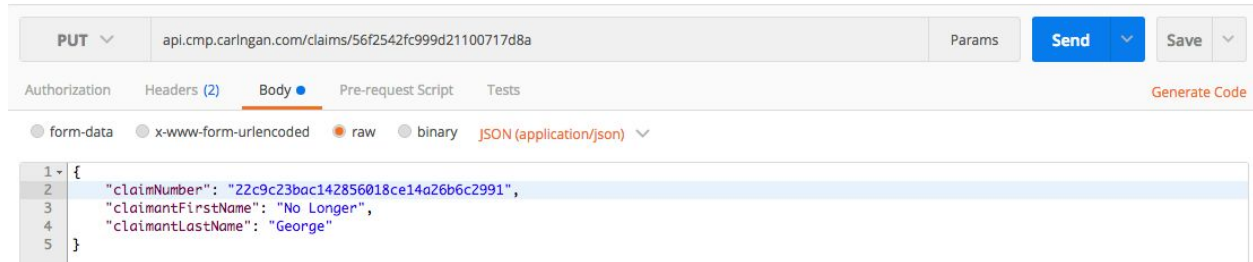 PUT api.cmp.carlngan.com/claims/56f2542fc999d21100717d8a Params Send Save
Authorization Headers (2) Body Pre-request Script Tests Generate Code
form-data x-www-form-urlencoded raw binary JSON (application/json)
1 {
2 "claimNumber": "22c9c23bac142856018ce14a26b6c2991",
3 "claimantFirstName": "No Longer",
4 "claimantLastName": "George"
5 }